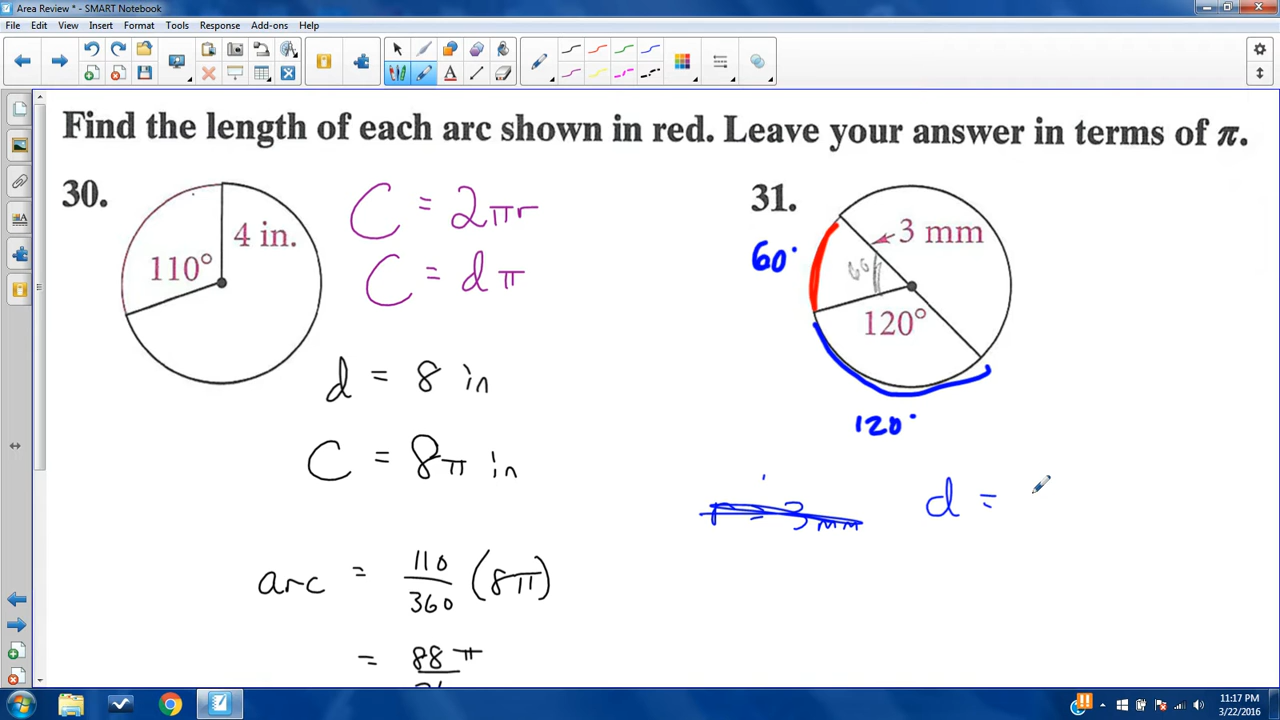 Area Review * - SMART Notebook
File Edit View Insert Format Tools Response Add-ons Help
Find the length of each arc shown in red. Leave your answer in terms of π.
30.
4 in.
110°
C = 2πr
C = dπ
d = 8 in
C = 8π in
arc = 110/360 (8π)
= 88π
31.
3 mm
60°
60
120°
120°
r = 3 mm
d =
11:17 PM
3/22/2016